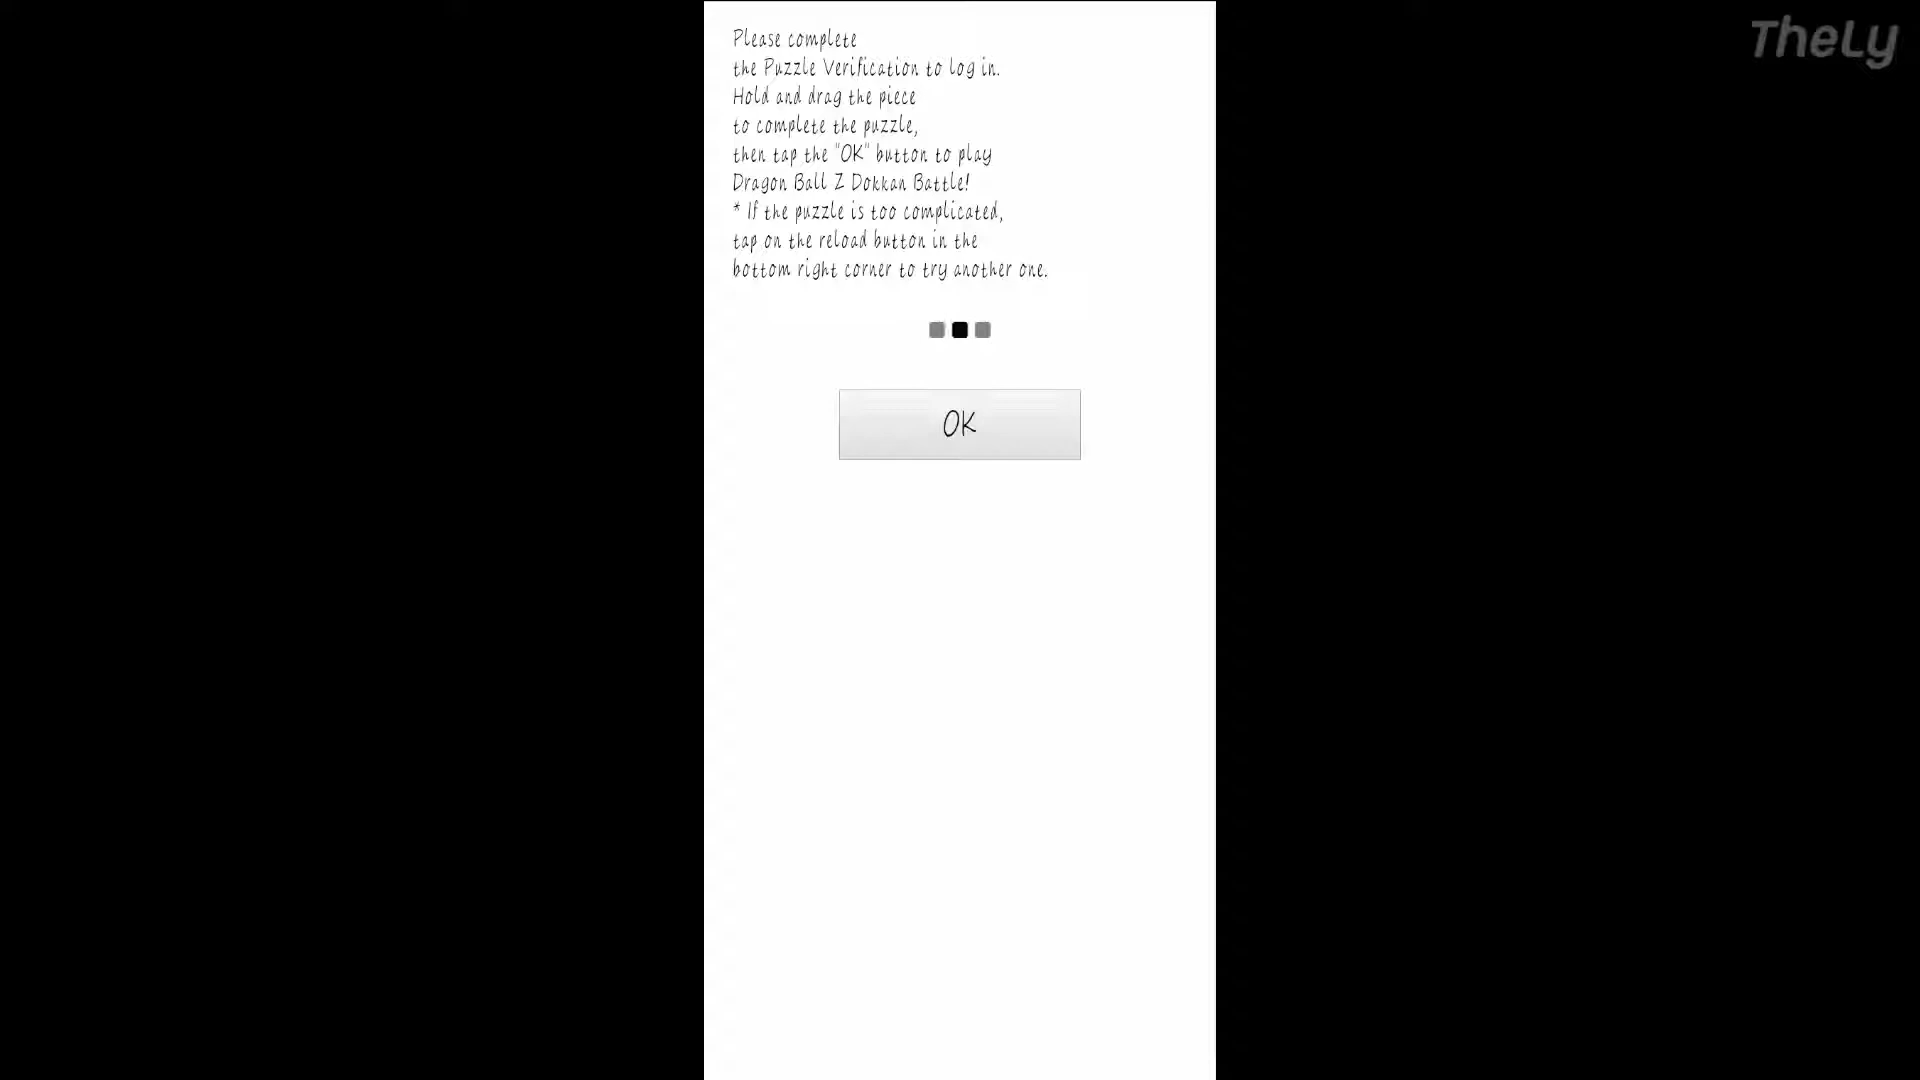 Please complete
the Puzzle Verification to log in.
Hold and drag the piece
to complete the puzzle,
then tap the "OK" button to play
Dragon Ball Z Dokkan Battle!
* If the puzzle is too complicated,
tap on the reload button in the
bottom right corner to try another one.
OK
TheLy